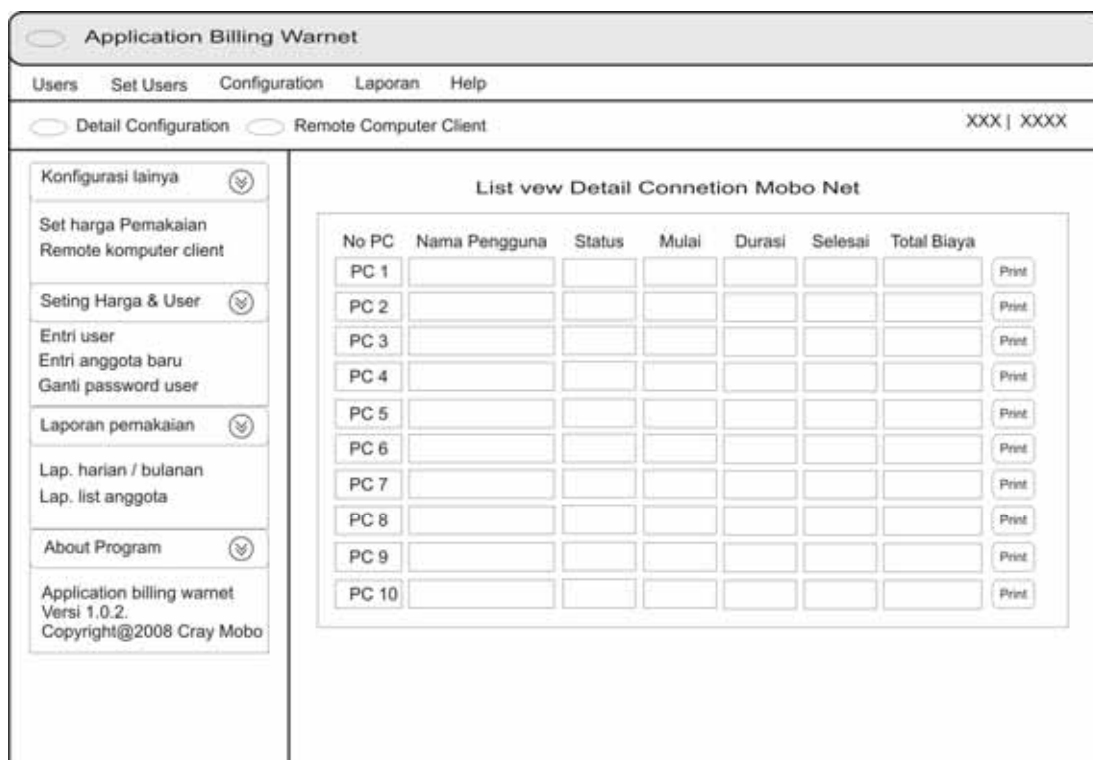 Application Billing Warnet
Users Set Users Configuration Laporan Help
Detail Configuration Remote Computer Client XXX | XXXX
Konfigurasi lainya
Set harga Pemakaian
Remote komputer client
Seting Harga & User
Entri user
Entri anggota baru
Ganti password user
Laporan pemakaian
Lap. harian / bulanan
Lap. list anggota
About Program
Application billing warnet
Versi 1.0.2.
Copyright@2008 Cray Mobo
List vew Detail Connetion Mobo Net
No PC Nama Pengguna Status Mulai Durasi Selesai Total Biaya
PC 1 Print
PC 2 Print
PC 3 Print
PC 4 Print
PC 5 Print
PC 6 Print
PC 7 Print
PC 8 Print
PC 9 Print
PC 10 Print